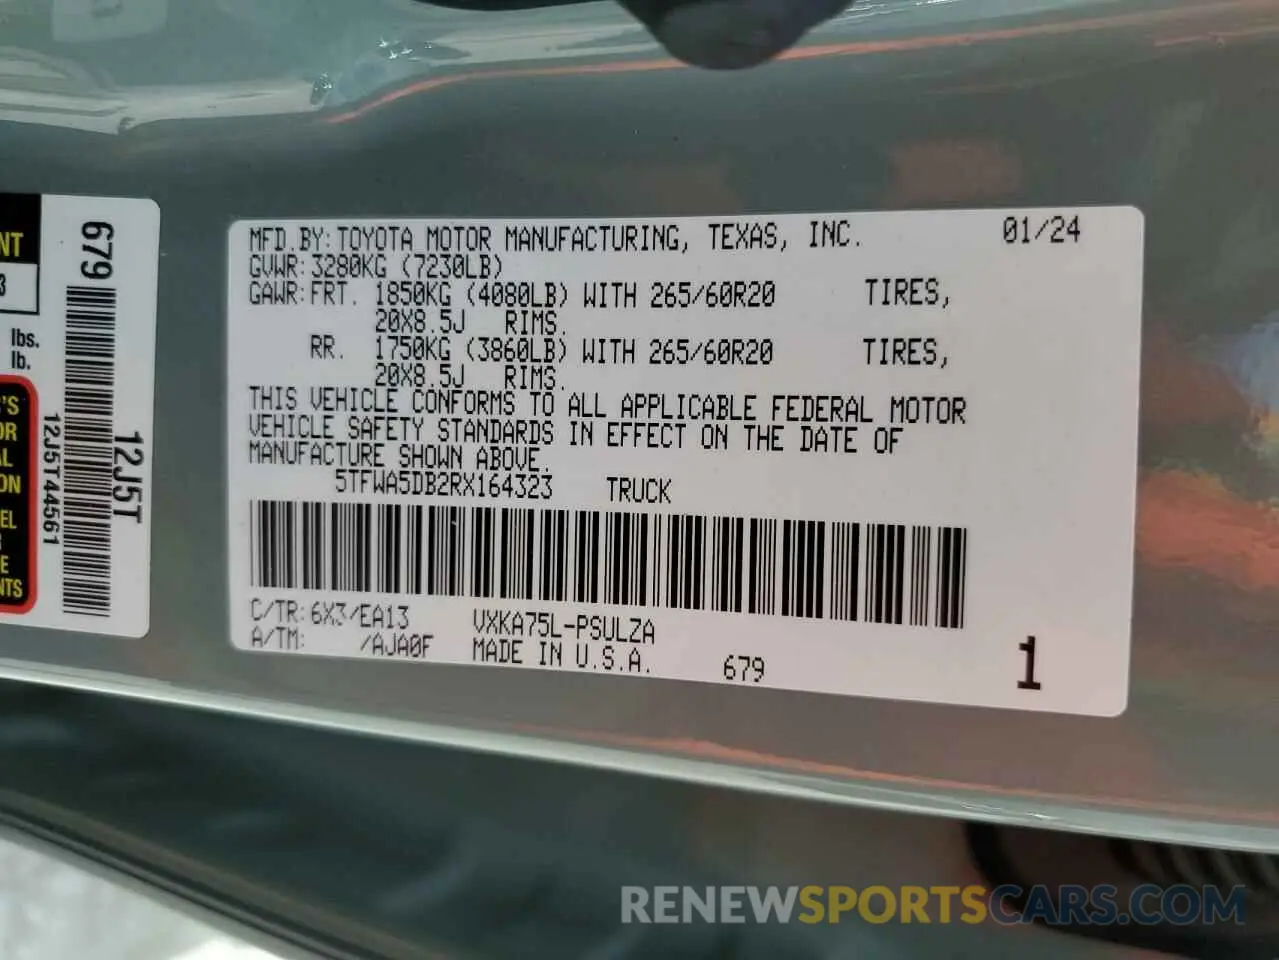 MFD.BY:TOYOTA MOTOR MANUFACTURING, TEXAS, INC. 01/24
GVWR:3280KG (7230LB)
GAWR:FRT. 1850KG (4080LB) WITH 265/60R20 TIRES,
20X8.5J RIMS.
RR. 1750KG (3860LB) WITH 265/60R20 TIRES,
20X8.5J RIMS.
THIS VEHICLE CONFORMS TO ALL APPLICABLE FEDERAL MOTOR
VEHICLE SAFETY STANDARDS IN EFFECT ON THE DATE OF
MANUFACTURE SHOWN ABOVE.
5TFWA5DB2RX164323 TRUCK
C/TR:6X3/EA13 VXKA75L-PSULZA
A/TM: /AJA0F MADE IN U.S.A. 679
1
679
12J5T
12J5T44561
lbs.
lb.
RENEWSPORTSCARS.COM